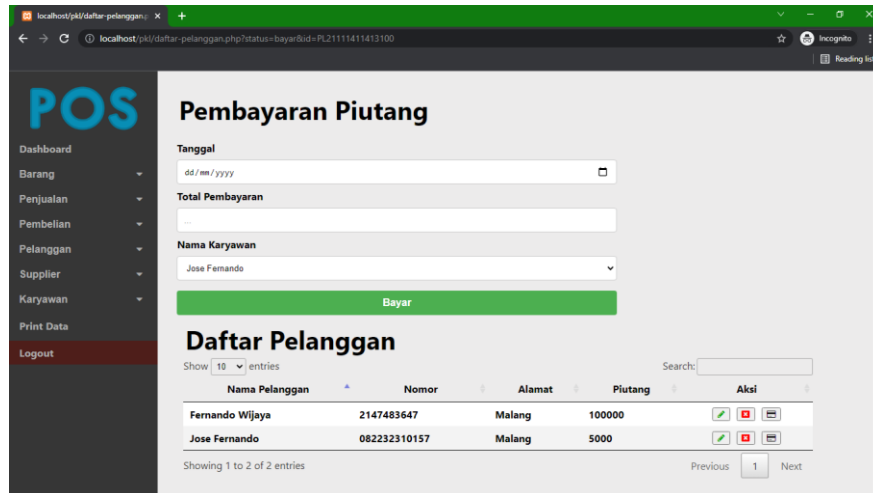 localhost/pkl/daftar-pelanggan.p
localhost/pkl/daftar-pelanggan.php?status=bayar&id=PL21111411413100
Incognito
Reading list
POS
Dashboard
Barang
Penjualan
Pembelian
Pelanggan
Supplier
Karyawan
Print Data
Logout
Pembayaran Piutang
Tanggal
dd/mm/yyyy
Total Pembayaran
...
Nama Karyawan
Jose Fernando
Bayar
Daftar Pelanggan
Show 10 entries Search:
Nama Pelanggan Nomor Alamat Piutang Aksi
Fernando Wijaya 2147483647 Malang 100000
Jose Fernando 082232310157 Malang 5000
Showing 1 to 2 of 2 entries Previous 1 Next